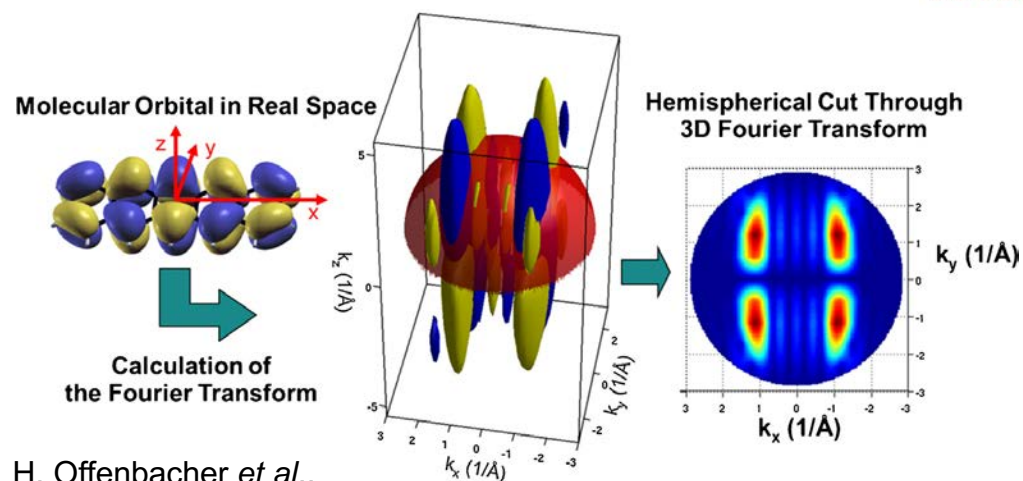 Molecular Orbital in Real Space
z
y
x
Calculation of
the Fourier Transform
5
0
-5
k_z (1/Å)
3 2 1 0 -1 -2 -3
k_x (1/Å)
2
0
-2
k_y (1/Å)
Hemispherical Cut Through
3D Fourier Transform
3
2
1
0
-1
-2
-3
k_y (1/Å)
3 2 1 0 -1 -2 -3
k_x (1/Å)
H. Offenbacher et al.,